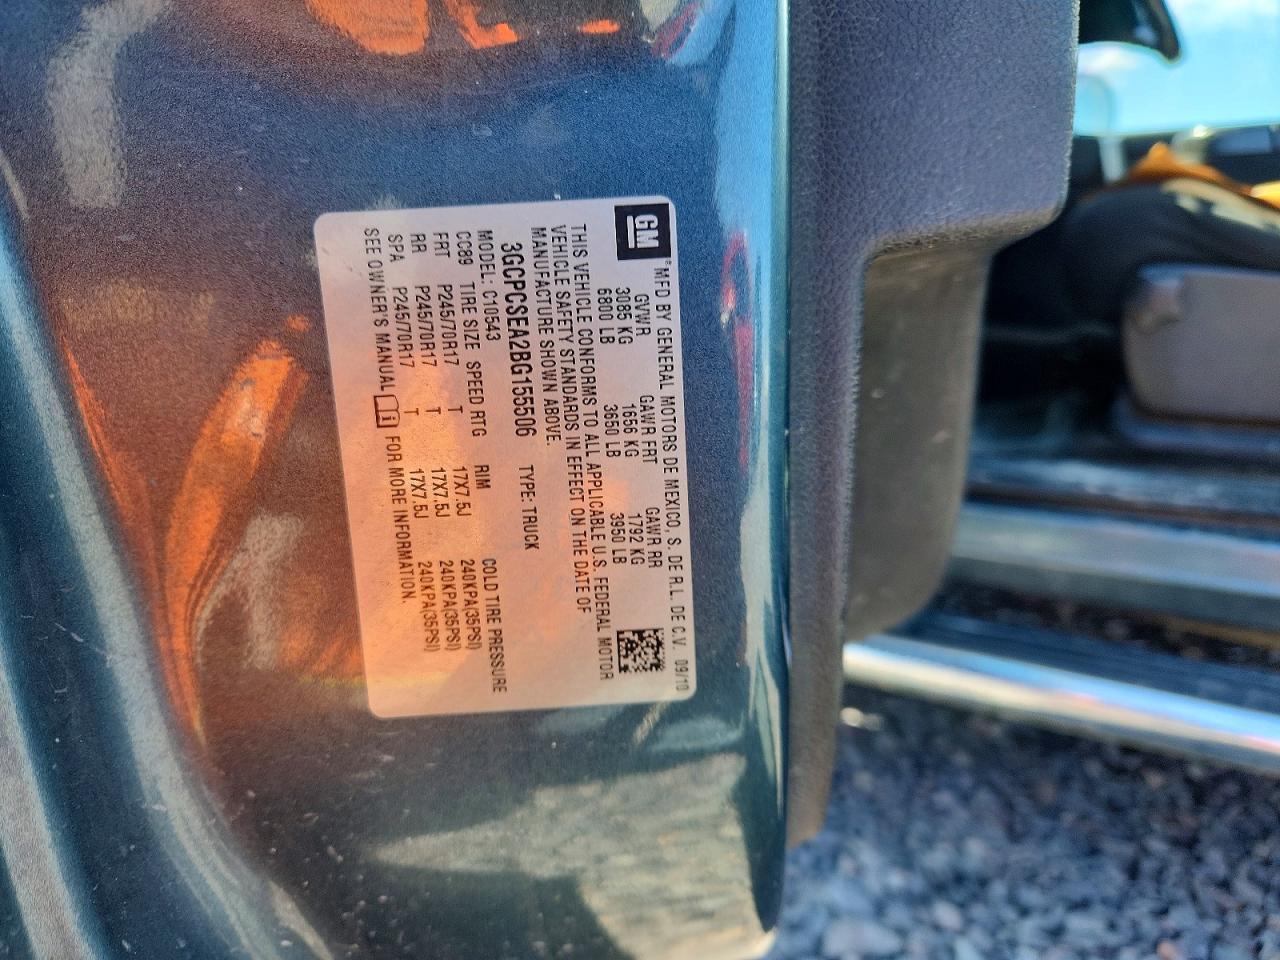 GM
MFD BY GENERAL MOTORS DE MEXICO, S. DE R.L. DE C.V. 09/10
GVWR GAWR FRT GAWR RR
3085 KG 1656 KG 1792 KG
6800 LB 3650 LB 3950 LB
THIS VEHICLE CONFORMS TO ALL APPLICABLE U.S. FEDERAL MOTOR
VEHICLE SAFETY STANDARDS IN EFFECT ON THE DATE OF
MANUFACTURE SHOWN ABOVE.
3GCPCSEA2BG155506 TYPE: TRUCK
MODEL: C10543
CC89 TIRE SIZE SPEED RTG RIM COLD TIRE PRESSURE
FRT P245/70R17 T 17X7.5J 240KPA(35PSI)
RR P245/70R17 T 17X7.5J 240KPA(35PSI)
SPA P245/70R17 T 17X7.5J 240KPA(35PSI)
SEE OWNER'S MANUAL FOR MORE INFORMATION.